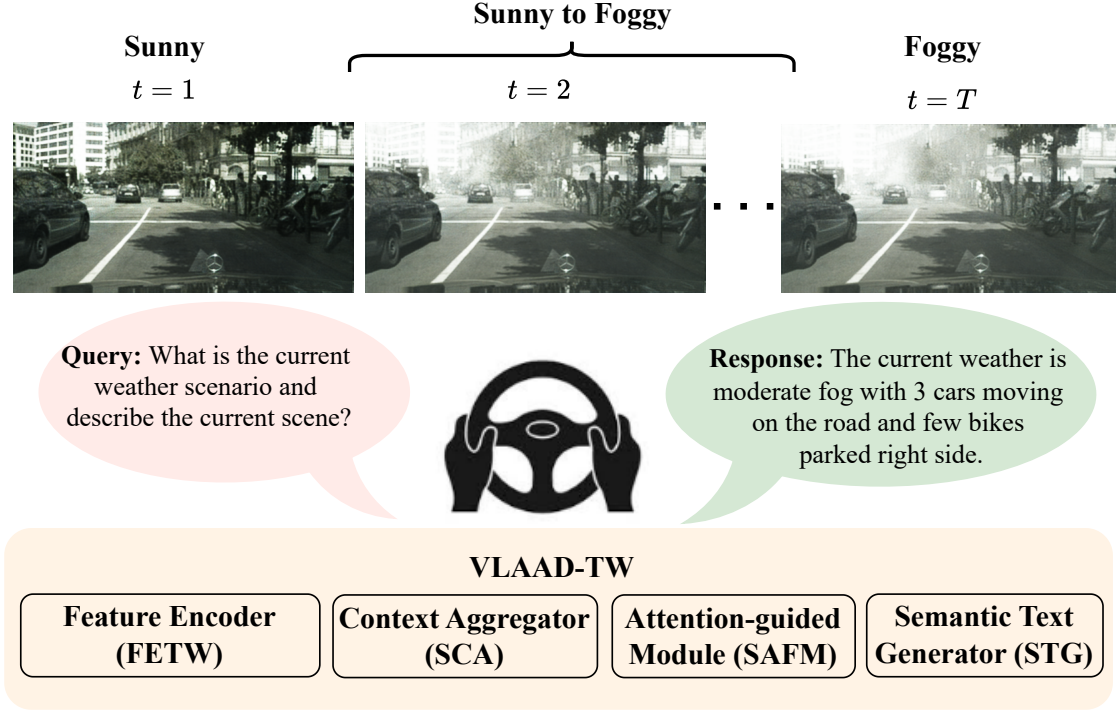 Sunny to Foggy
Sunny
Foggy
t = 1
t = 2
t = T
Query: What is the current
weather scenario and
describe the current scene?
Response: The current weather is
moderate fog with 3 cars moving
on the road and few bikes
parked right side.
VLAAD-TW
Feature Encoder
(FETW)
Context Aggregator
(SCA)
Attention-guided
Module (SAFM)
Semantic Text
Generator (STG)